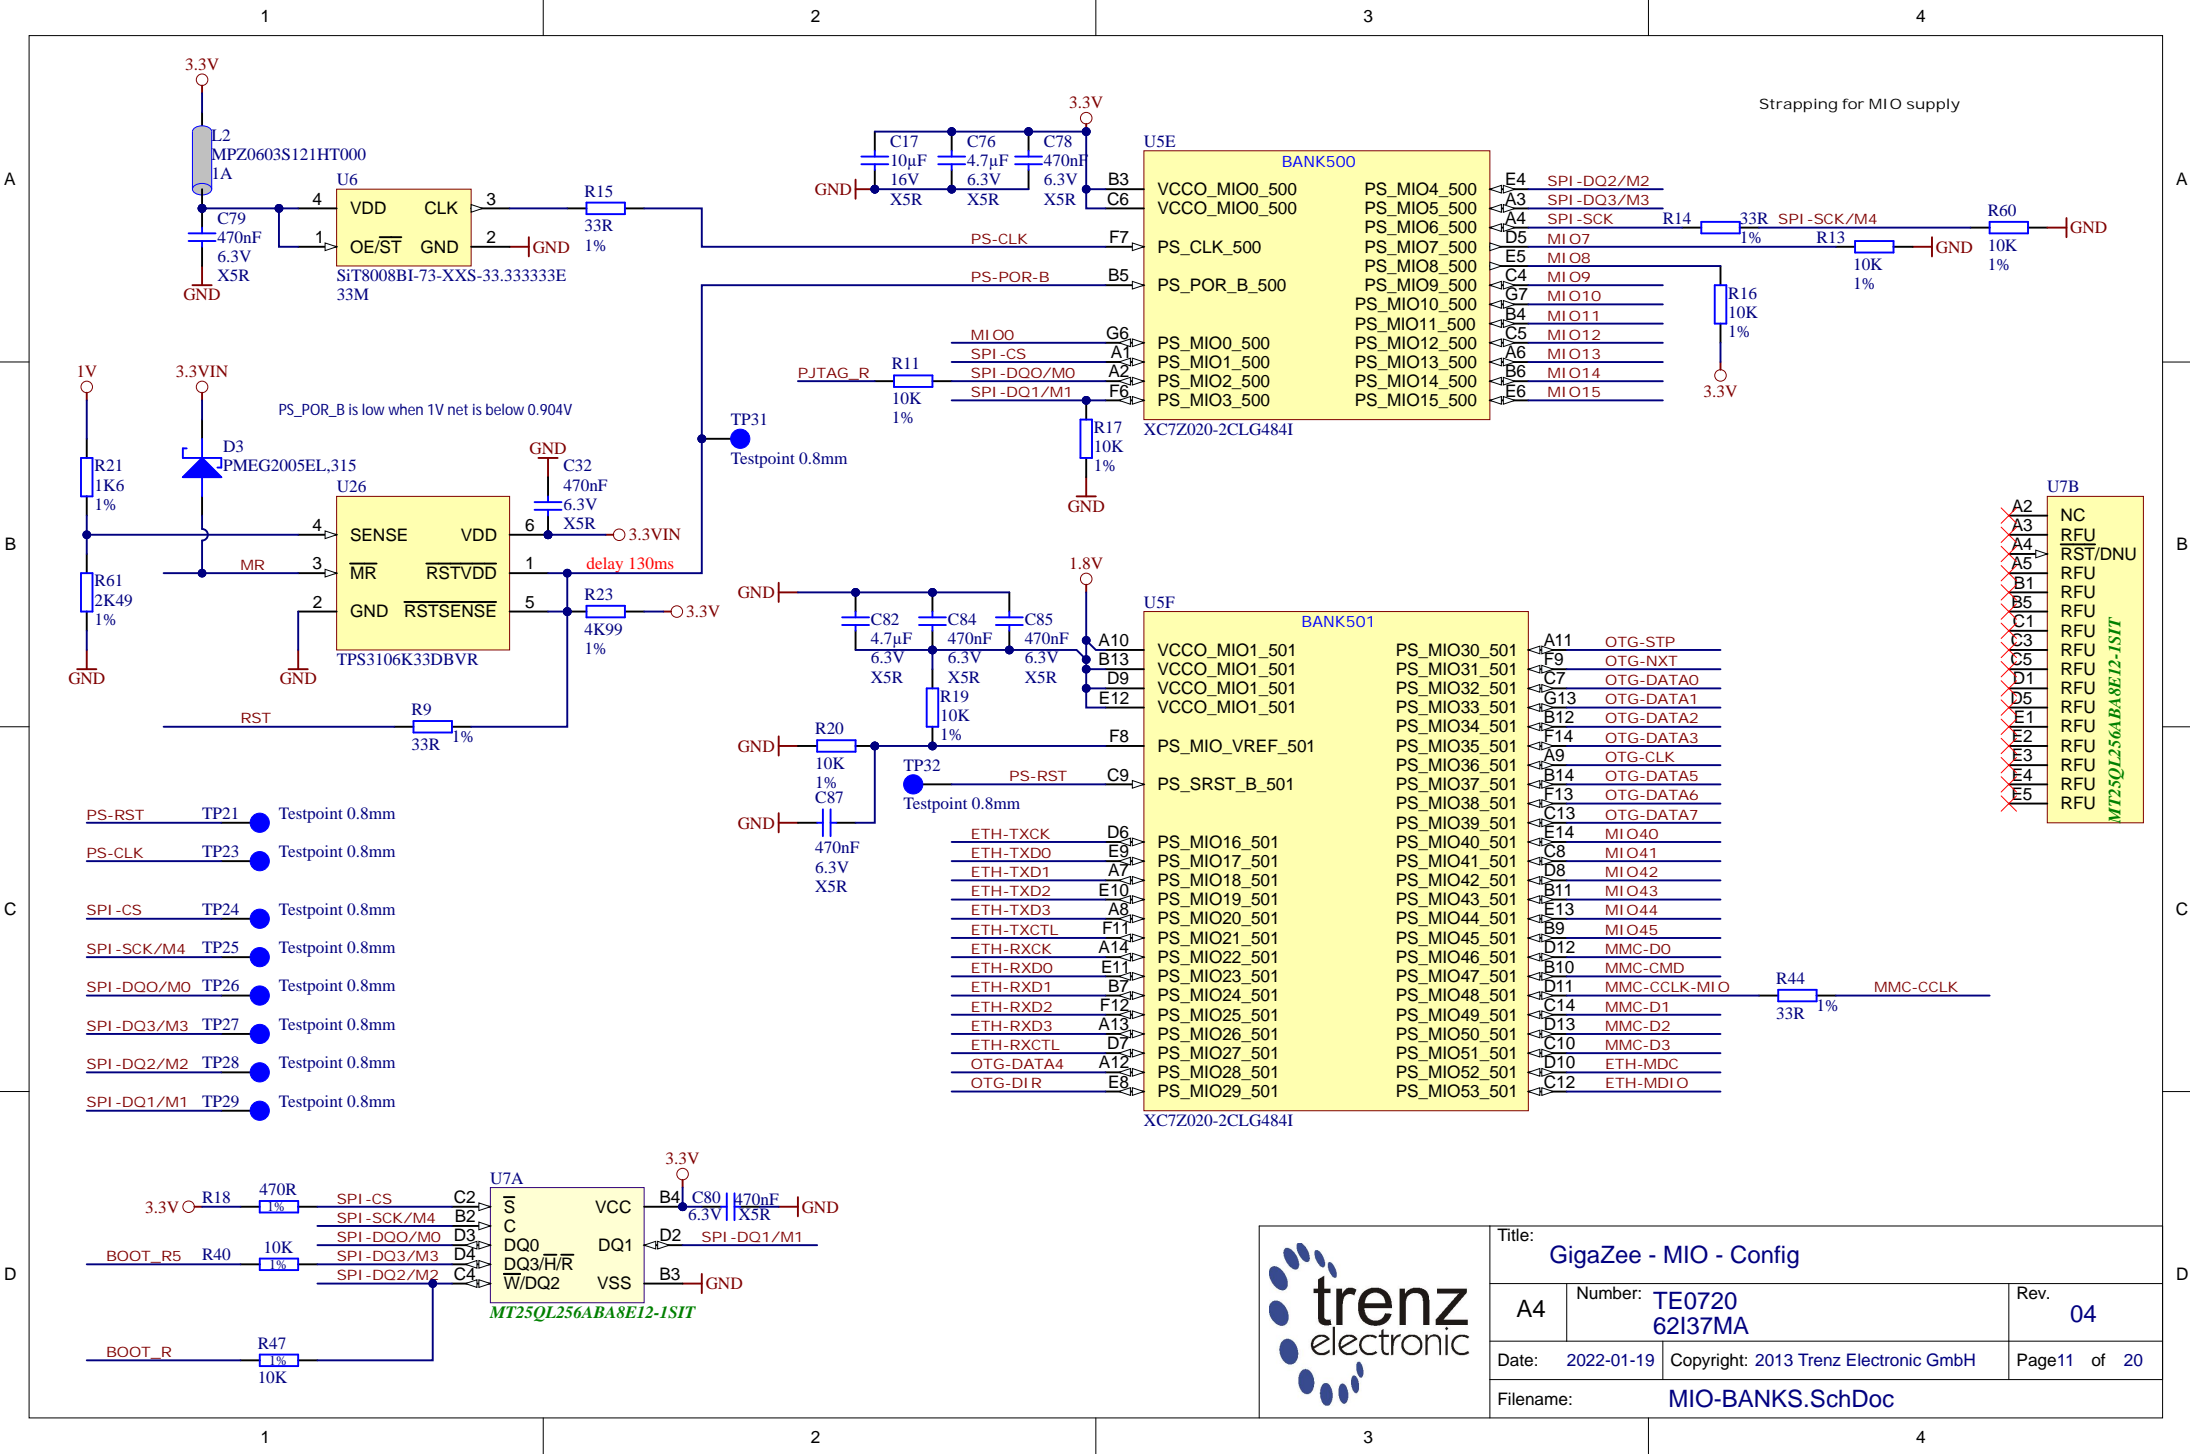 1 2 3 4
A
B
C
D
A
B
C
D
1 2 3 4
3.3V
L2
MPZ0603S121HT000
1A
C79
470nF
6.3V
X5R
GND
U6
4 VDD CLK 3
1 OE/ST GND 2
GND
SiT8008BI-73-XXS-33.333333E
33M
R15
33R
1%
PS-CLK
PS-POR-B
3.3V
C17
10µF
16V
X5R
C76
4.7µF
6.3V
X5R
C78
470nF
6.3V
X5R
GND
U5E
BANK500
B3 VCCO_MIO0_500
C6 VCCO_MIO0_500
F7 PS_CLK_500
B5 PS_POR_B_500
MIO0 G6 PS_MIO0_500
SPI-CS A1 PS_MIO1_500
SPI-DQ0/M0 A2 PS_MIO2_500
SPI-DQ1/M1 F6 PS_MIO3_500
PS_MIO4_500 E4 SPI-DQ2/M2
PS_MIO5_500 A3 SPI-DQ3/M3
PS_MIO6_500 A4 SPI-SCK
PS_MIO7_500 D5 MIO7
PS_MIO8_500 E5 MIO8
PS_MIO9_500 C4 MIO9
PS_MIO10_500 G7 MIO10
PS_MIO11_500 B4 MIO11
PS_MIO12_500 C5 MIO12
PS_MIO13_500 A6 MIO13
PS_MIO14_500 B6 MIO14
PS_MIO15_500 E6 MIO15
XC7Z020-2CLG484I
Strapping for MIO supply
R14 33R 1% SPI-SCK/M4
R60
10K
1%
GND
R13
10K
1%
GND
R16
10K
1%
3.3V
PJTAG_R
R11
10K
1%
R17
10K
1%
GND
1V
3.3VIN
PS_POR_B is low when 1V net is below 0.904V
R21
1K6
1%
D3
PMEG2005EL,315
R61
2K49
1%
GND
U26
4 SENSE VDD 6
MR 3 MR RSTVDD 1
2 GND RSTSENSE 5
TPS3106K33DBVR
GND
GND
C32
470nF
6.3V
X5R
3.3VIN
delay 130ms
R23
4K99
1%
3.3V
RST
R9
33R 1%
TP31
Testpoint 0.8mm
U7B
A2 NC
A3 RFU
A4 RST/DNU
A5 RFU
B1 RFU
B5 RFU
C1 RFU
C3 RFU
C5 RFU
D1 RFU
D5 RFU
E1 RFU
E2 RFU
E3 RFU
E4 RFU
E5 RFU
MT25QL256ABA8E12-1SIT
1.8V
GND
C82
4.7µF
6.3V
X5R
C84
470nF
6.3V
X5R
C85
470nF
6.3V
X5R
R19
10K
1%
GND
R20
10K
1%
GND
C87
470nF
6.3V
X5R
TP32
Testpoint 0.8mm
PS-RST
U5F
BANK501
A10 VCCO_MIO1_501
B13 VCCO_MIO1_501
D9 VCCO_MIO1_501
E12 VCCO_MIO1_501
F8 PS_MIO_VREF_501
C9 PS_SRST_B_501
ETH-TXCK D6 PS_MIO16_501
ETH-TXD0 E9 PS_MIO17_501
ETH-TXD1 A7 PS_MIO18_501
ETH-TXD2 E10 PS_MIO19_501
ETH-TXD3 A8 PS_MIO20_501
ETH-TXCTL F11 PS_MIO21_501
ETH-RXCK A14 PS_MIO22_501
ETH-RXD0 E11 PS_MIO23_501
ETH-RXD1 B7 PS_MIO24_501
ETH-RXD2 F12 PS_MIO25_501
ETH-RXD3 A13 PS_MIO26_501
ETH-RXCTL D7 PS_MIO27_501
OTG-DATA4 A12 PS_MIO28_501
OTG-DIR E8 PS_MIO29_501
PS_MIO30_501 A11 OTG-STP
PS_MIO31_501 F9 OTG-NXT
PS_MIO32_501 C7 OTG-DATA0
PS_MIO33_501 G13 OTG-DATA1
PS_MIO34_501 B12 OTG-DATA2
PS_MIO35_501 F14 OTG-DATA3
PS_MIO36_501 A9 OTG-CLK
PS_MIO37_501 B14 OTG-DATA5
PS_MIO38_501 F13 OTG-DATA6
PS_MIO39_501 C13 OTG-DATA7
PS_MIO40_501 E14 MIO40
PS_MIO41_501 C8 MIO41
PS_MIO42_501 D8 MIO42
PS_MIO43_501 B11 MIO43
PS_MIO44_501 E13 MIO44
PS_MIO45_501 B9 MIO45
PS_MIO46_501 D12 MMC-D0
PS_MIO47_501 B10 MMC-CMD
PS_MIO48_501 D11 MMC-CCLK-MIO
PS_MIO49_501 C14 MMC-D1
PS_MIO50_501 D13 MMC-D2
PS_MIO51_501 C10 MMC-D3
PS_MIO52_501 D10 ETH-MDC
PS_MIO53_501 C12 ETH-MDIO
XC7Z020-2CLG484I
R44
33R 1%
MMC-CCLK
PS-RST TP21 Testpoint 0.8mm
PS-CLK TP23 Testpoint 0.8mm
SPI-CS TP24 Testpoint 0.8mm
SPI-SCK/M4 TP25 Testpoint 0.8mm
SPI-DQ0/M0 TP26 Testpoint 0.8mm
SPI-DQ3/M3 TP27 Testpoint 0.8mm
SPI-DQ2/M2 TP28 Testpoint 0.8mm
SPI-DQ1/M1 TP29 Testpoint 0.8mm
3.3V R18 470R 1%
BOOT_R5 R40 10K 1%
BOOT_R R47 1% 10K
U7A
SPI-CS C2 S
SPI-SCK/M4 B2 C
SPI-DQ0/M0 D3 DQ0
SPI-DQ3/M3 D4 DQ3/H/R
SPI-DQ2/M2 C4 W/DQ2
VCC B4
DQ1 D2 SPI-DQ1/M1
VSS B3 GND
MT25QL256ABA8E12-1SIT
3.3V
C80 470nF
6.3V X5R
GND
trenz
electronic
Title:
GigaZee - MIO - Config
A4
Number: TE0720
62I37MA
Rev.
04
Date: 2022-01-19 Copyright: 2013 Trenz Electronic GmbH Page11 of 20
Filename: MIO-BANKS.SchDoc